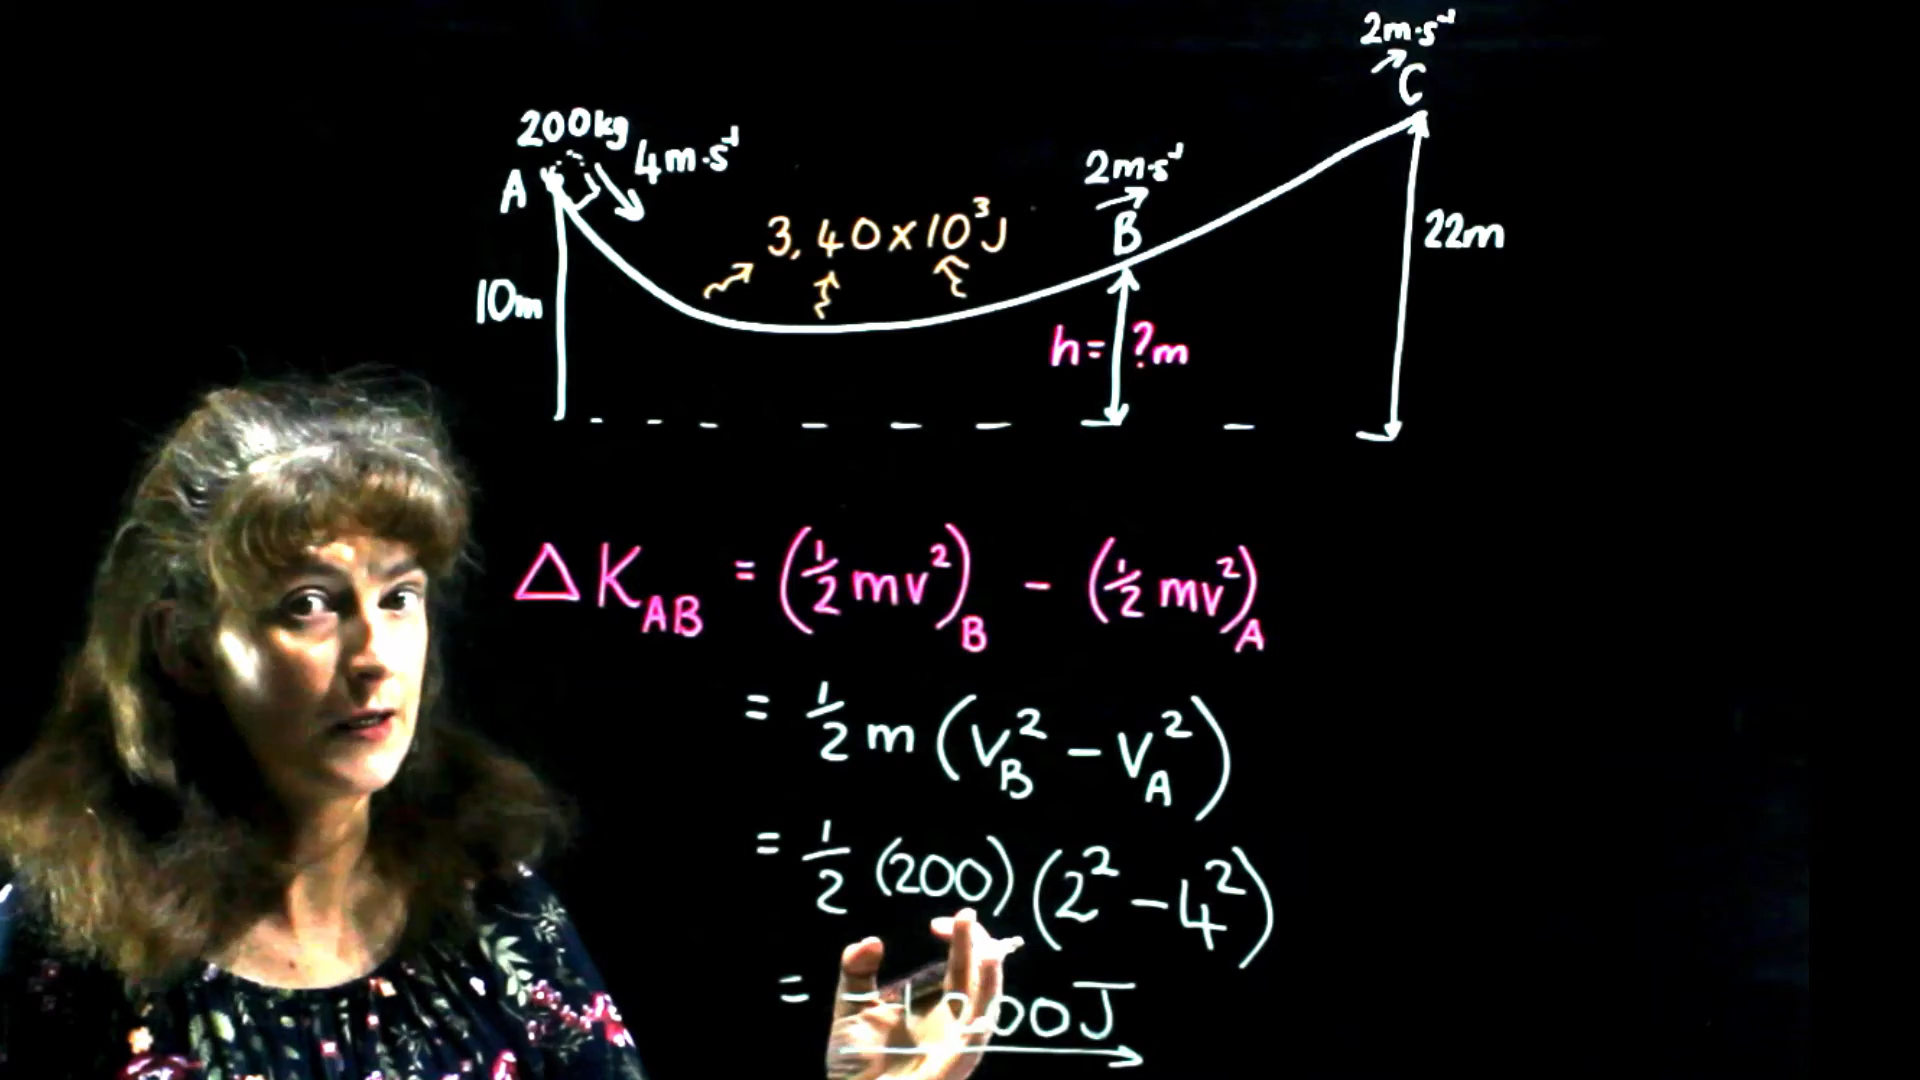 2m·s⁻¹
C
200kg
4m·s⁻¹
A
2m·s⁻¹
B
3,40×10³J
22m
10m
h= ?m
ΔK_AB = (½mv²)_B - (½mv²)_A
= ½m(v_B² - v_A²)
= ½(200)(2² - 4²)
= -1200J